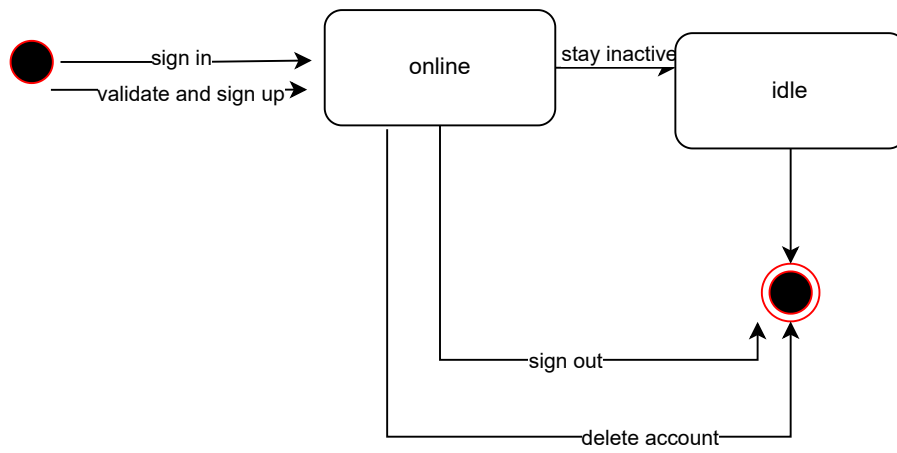 sign in
validate and sign up
online
stay inactive
idle
sign out
delete account